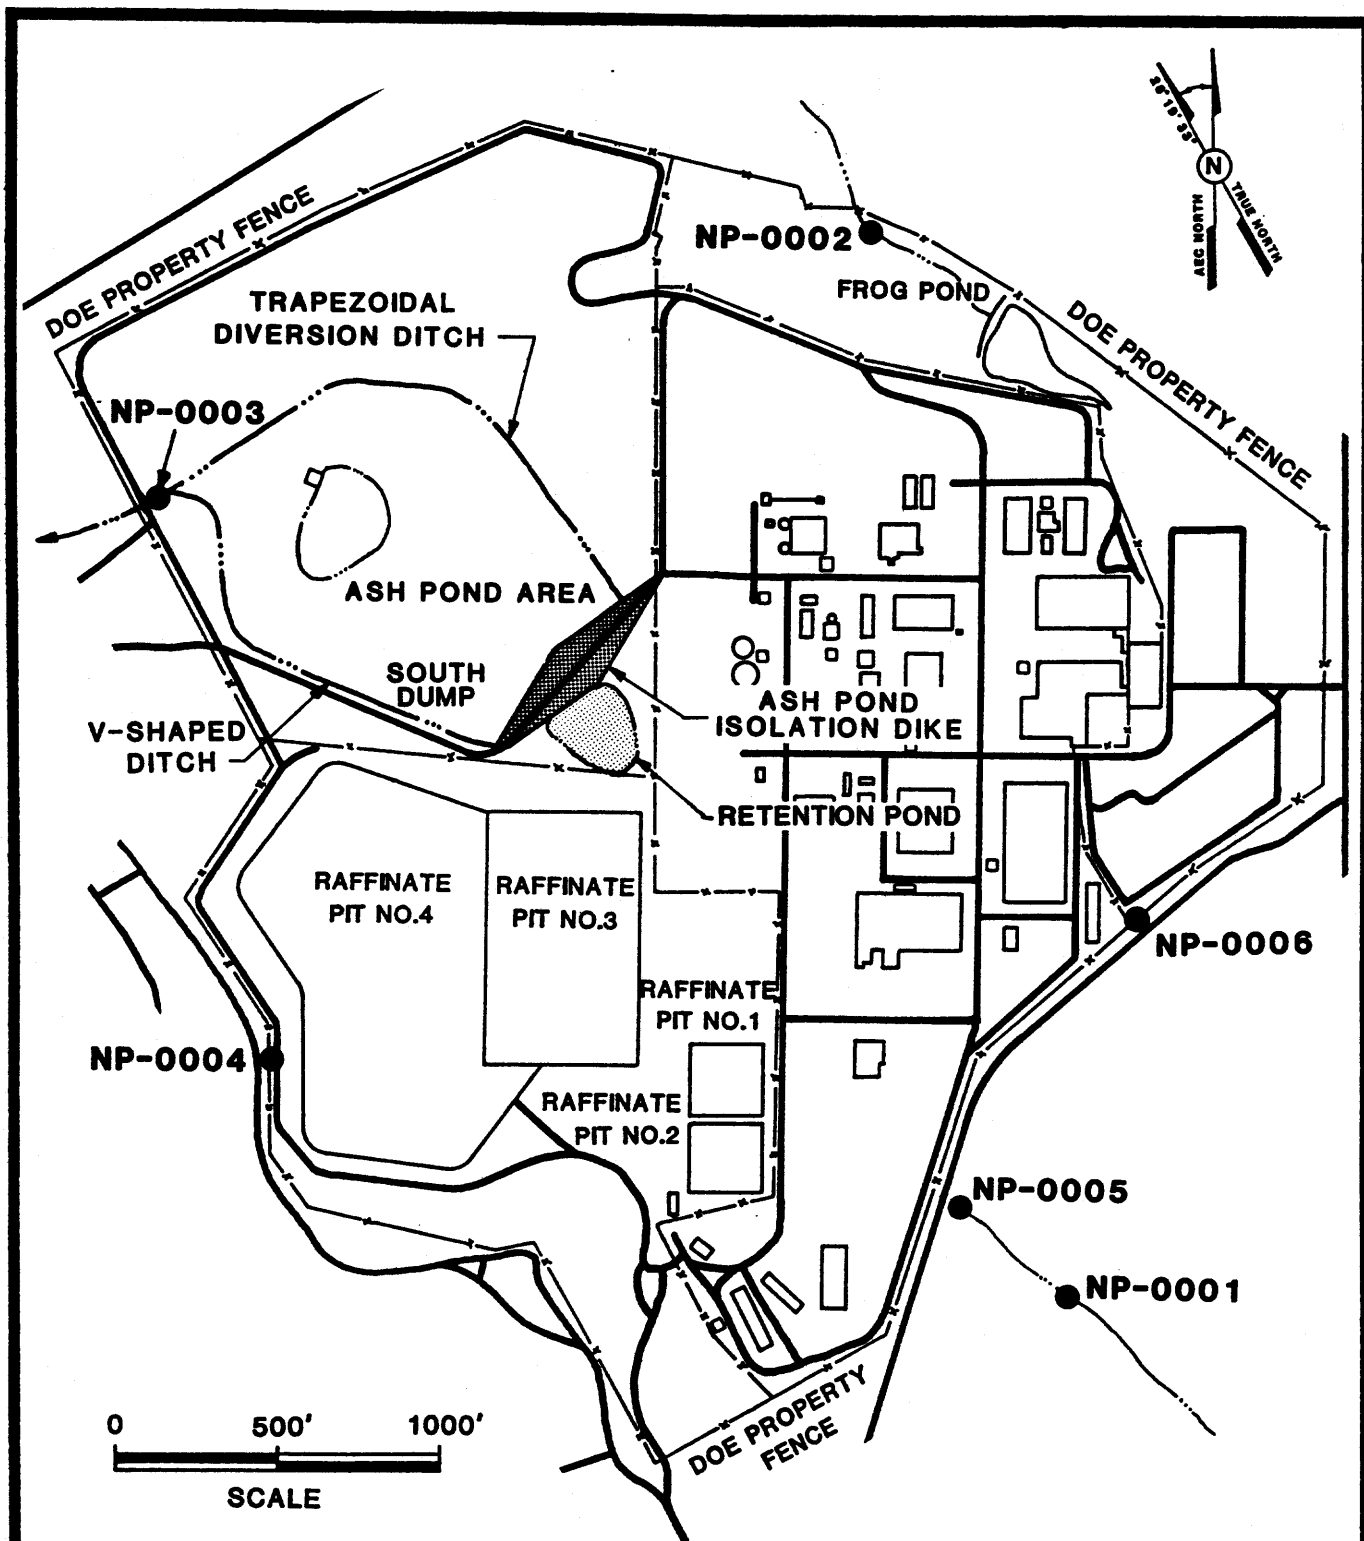 28° 19' 33"
N
AEC NORTH
TRUE NORTH
DOE PROPERTY FENCE
NP-0002
FROG POND
TRAPEZOIDAL
DIVERSION DITCH
DOE PROPERTY FENCE
NP-0003
ASH POND AREA
SOUTH
DUMP
ASH POND
ISOLATION DIKE
V-SHAPED
DITCH
RETENTION POND
RAFFINATE
PIT NO.4
RAFFINATE
PIT NO.3
NP-0006
RAFFINATE
PIT NO.1
NP-0004
RAFFINATE
PIT NO.2
NP-0005
NP-0001
DOE PROPERTY
FENCE
0 500' 1000'
SCALE